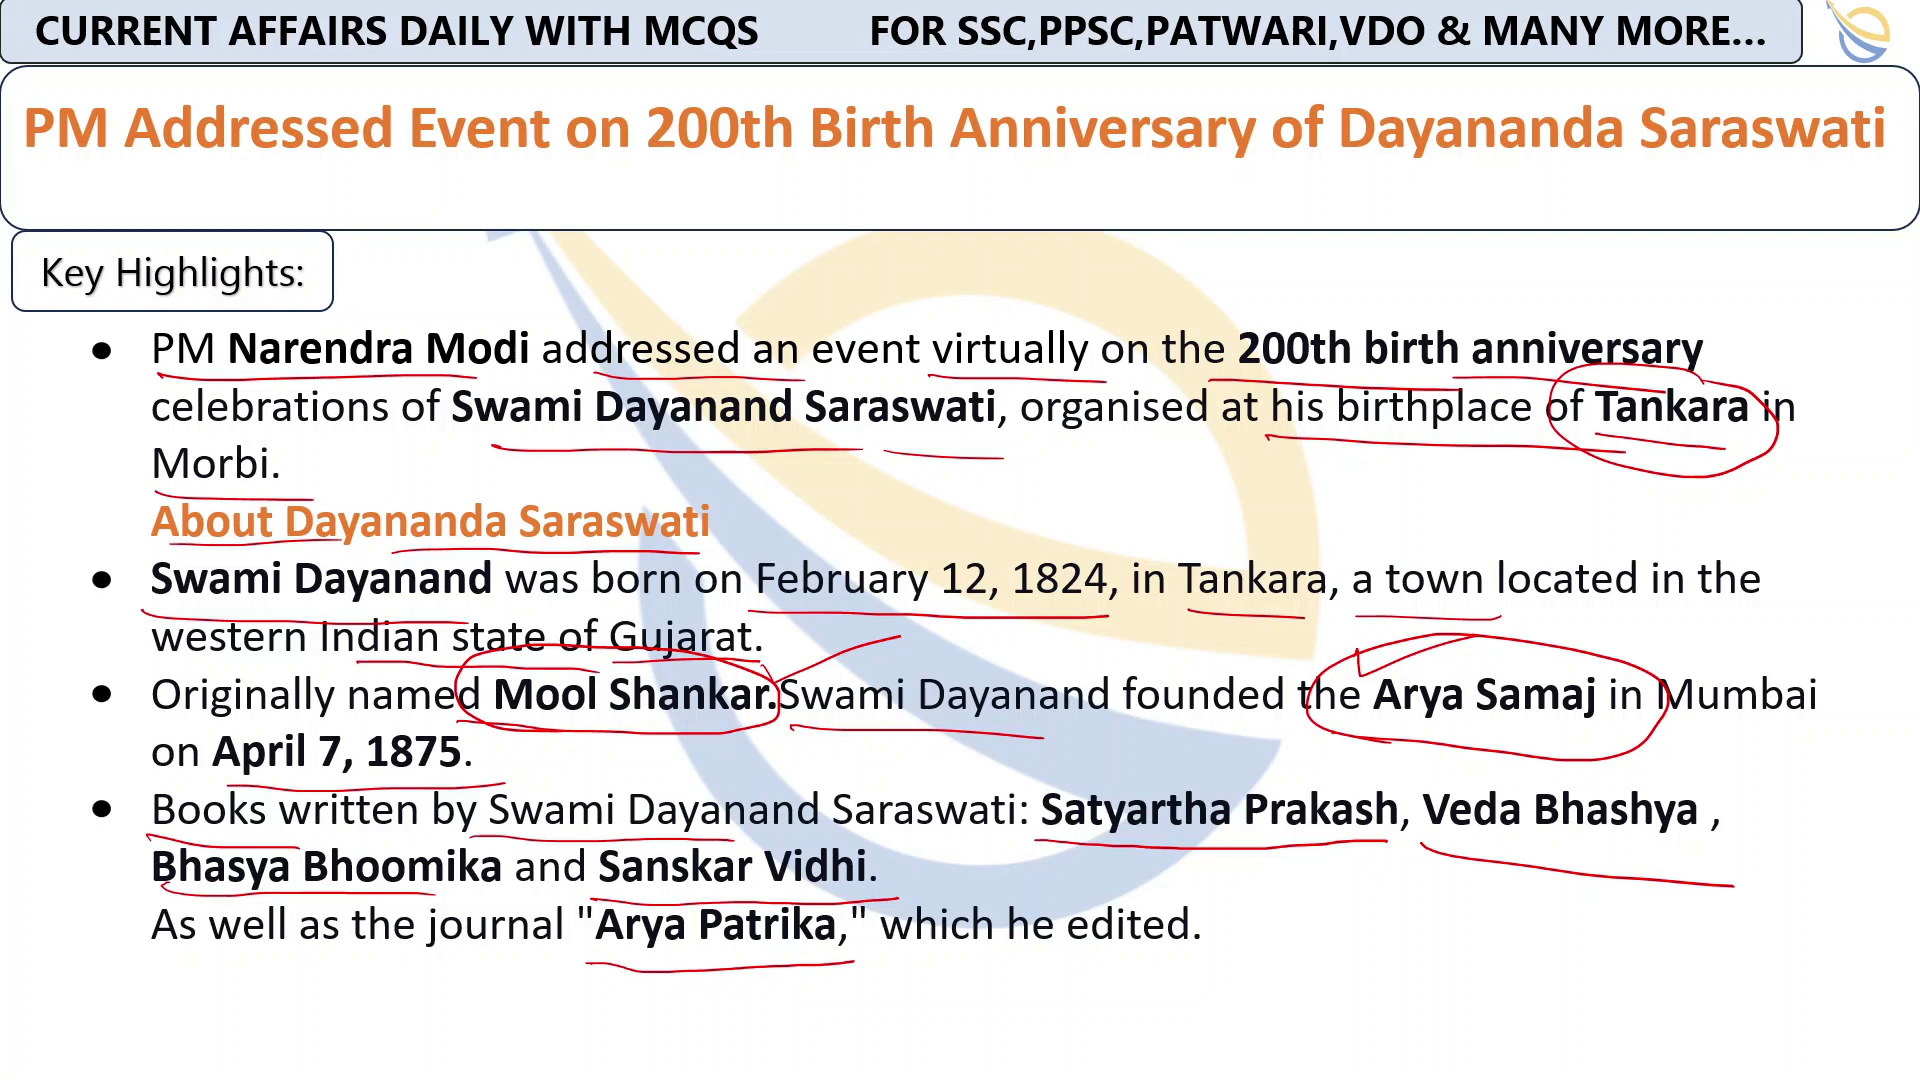 CURRENT AFFAIRS DAILY WITH MCQS FOR SSC,PPSC,PATWARI,VDO & MANY MORE...
PM Addressed Event on 200th Birth Anniversary of Dayananda Saraswati
Key Highlights:
● PM Narendra Modi addressed an event virtually on the 200th birth anniversary
celebrations of Swami Dayanand Saraswati, organised at his birthplace of Tankara in
Morbi.
About Dayananda Saraswati
● Swami Dayanand was born on February 12, 1824, in Tankara, a town located in the
western Indian state of Gujarat.
● Originally named Mool Shankar.Swami Dayanand founded the Arya Samaj in Mumbai
on April 7, 1875.
● Books written by Swami Dayanand Saraswati: Satyartha Prakash, Veda Bhashya ,
Bhasya Bhoomika and Sanskar Vidhi.
As well as the journal "Arya Patrika," which he edited.